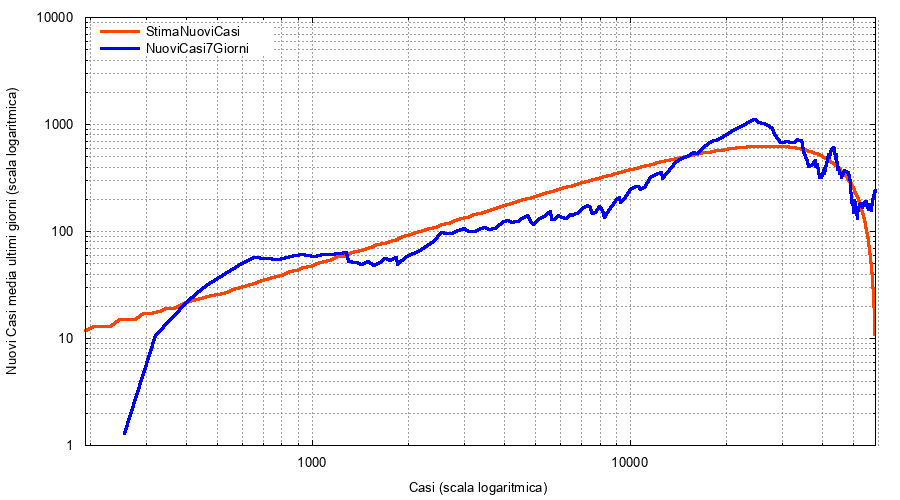 10000
StimaNuoviCasi
NuoviCasi7Giorni
1000
100
10
1
Nuovi Casi media ultimi giorni (scala logaritmica)
1000
10000
Casi (scala logaritmica)